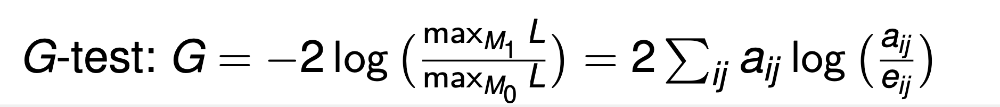 G-test: G = −2 log (max_{M_1} L / max_{M_0} L) = 2 ∑_{ij} a_{ij} log (a_{ij} / e_{ij})